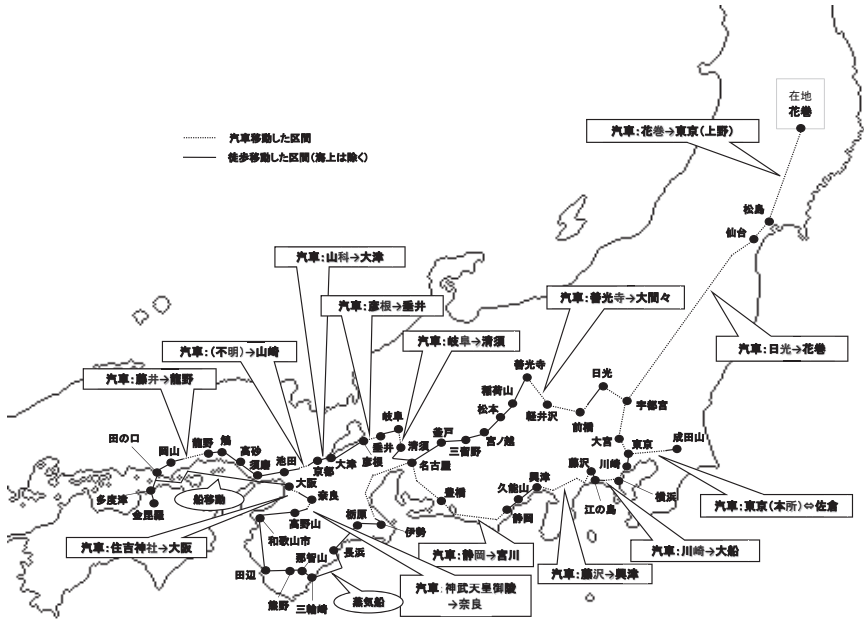 在地
花巻
汽車：花巻→東京（上野）
汽車移動した区間
徒歩移動した区間（海上は除く）
松島
仙台
汽車：山科→大津
汽車：彦根→垂井
汽車：善光寺→大間々
汽車：岐阜→清須
汽車：日光→花巻
汽車：（不明）→山崎
汽車：藤井→龍野
善光寺
日光
稲荷山
宇都宮
松本
軽井沢
前橋
岐阜
釜戸
宮ノ越
大宮
成田山
田の口
岡山
龍野
鵤
高砂
須磨
池田
京都
大津
彦根
垂井
清須
三留野
東京
名古屋
藤沢
川崎
横浜
大阪
久能山
興津
多度津
船移動
奈良
豊橋
江の島
汽車：東京（本所）⇔佐倉
金毘羅
高野山
栃原
静岡
伊勢
和歌山市
長浜
汽車：住吉神社→大阪
汽車：静岡→宮川
汽車：川崎→大船
那智山
田辺
汽車：藤沢→興津
熊野
三輪崎
蒸気船
汽車：神武天皇御陵
→奈良